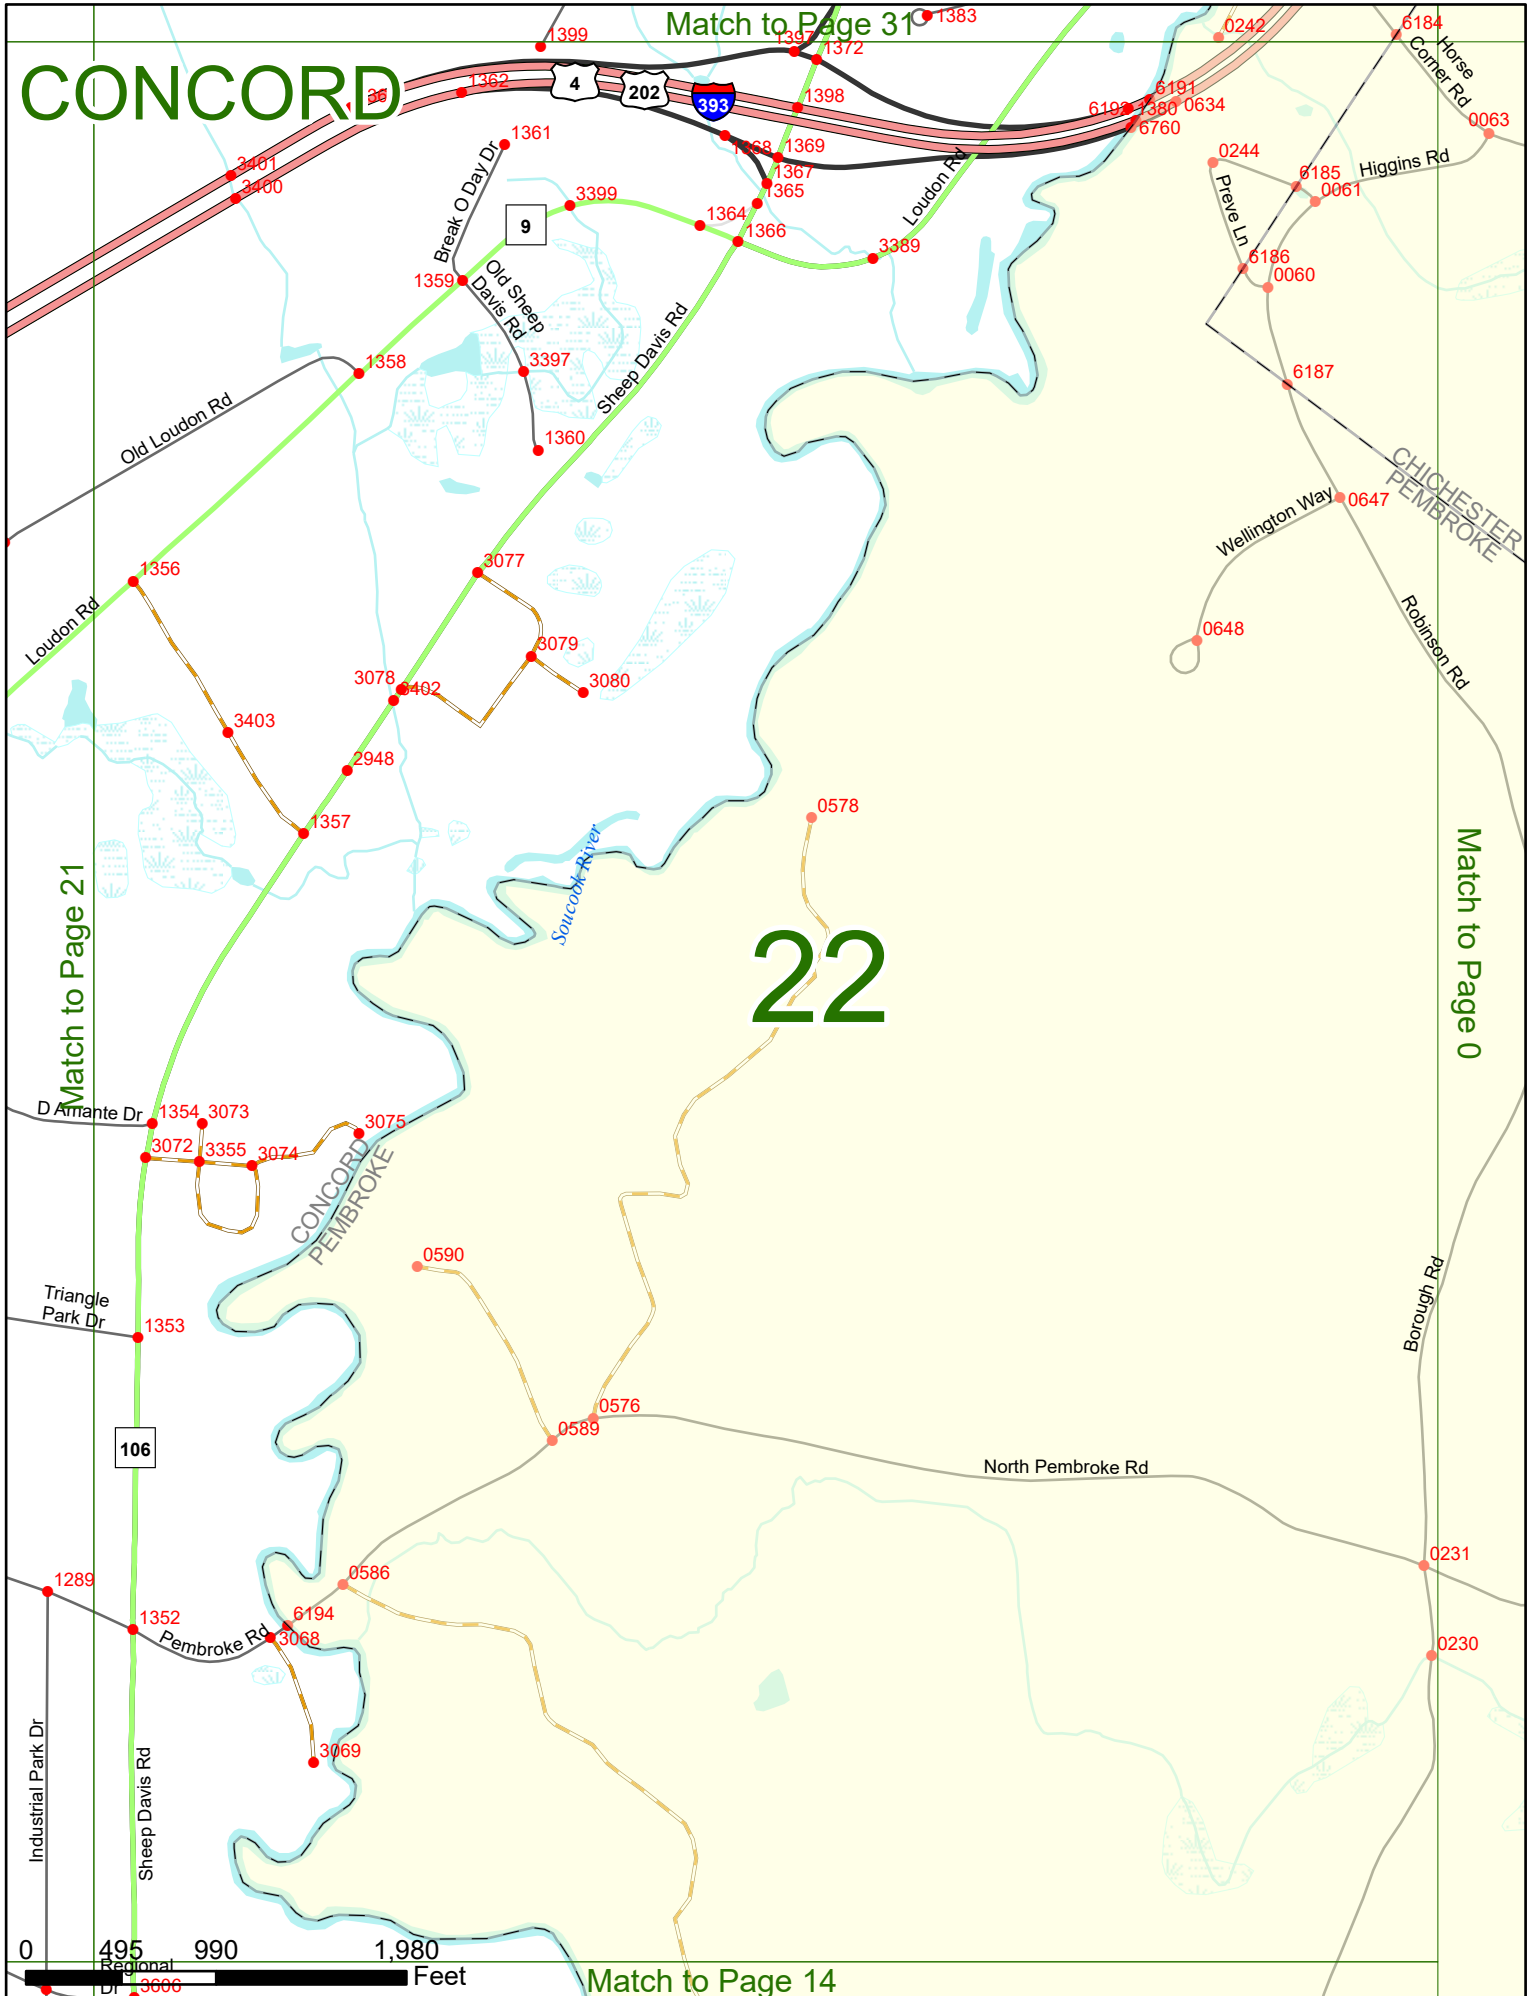 Match to Page 31
CONCORD
1383
0242
6184
Horse
Corner Rd
1399
1397
1372
4
202
393
1362
36
1398
6191
6192
1380
0634
6760
0063
1361
1368
1369
1367
1365
0244
6185
0061
Higgins Rd
3401
3400
Break O Day Dr
3399
9
1364
1366
Loudon Rd
3389
Preve Ln
6186
0060
1359
Old Sheep
Davis Rd
1358
3397
Sheep Davis Rd
6187
Old Loudon Rd
1360
CHICHESTER
PEMBROKE
Wellington Way
0647
1356
3077
Loudon Rd
Robinson Rd
3079
0648
3078
3402
3080
3403
2948
1357
0578
Soucook River
Match to Page 21
Match to Page 0
22
D Amante Dr
1354
3073
3075
3072
3355
3074
CONCORD
PEMBROKE
0590
Triangle
Park Dr
1353
Borough Rd
0576
0589
106
North Pembroke Rd
0231
1289
0586
1352
6194
Pembroke Rd
3068
0230
3069
Industrial Park Dr
Sheep Davis Rd
0
495
990
1,980
Feet
Regional
Dr
3606
Match to Page 14